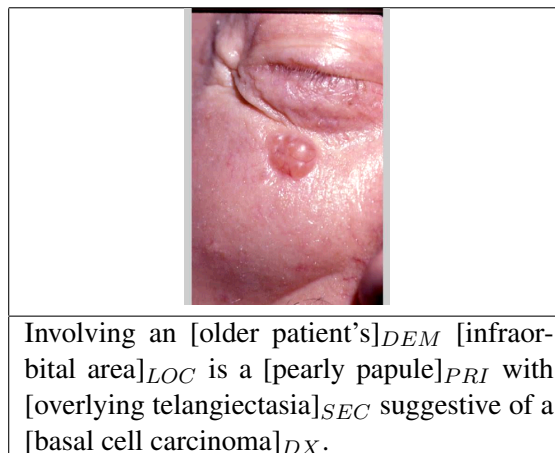 Involving an [older patient's]DEM [infraor-
bital area]LOC is a [pearly papule]PRI with
[overlying telangiectasia]SEC suggestive of a
[basal cell carcinoma]DX.